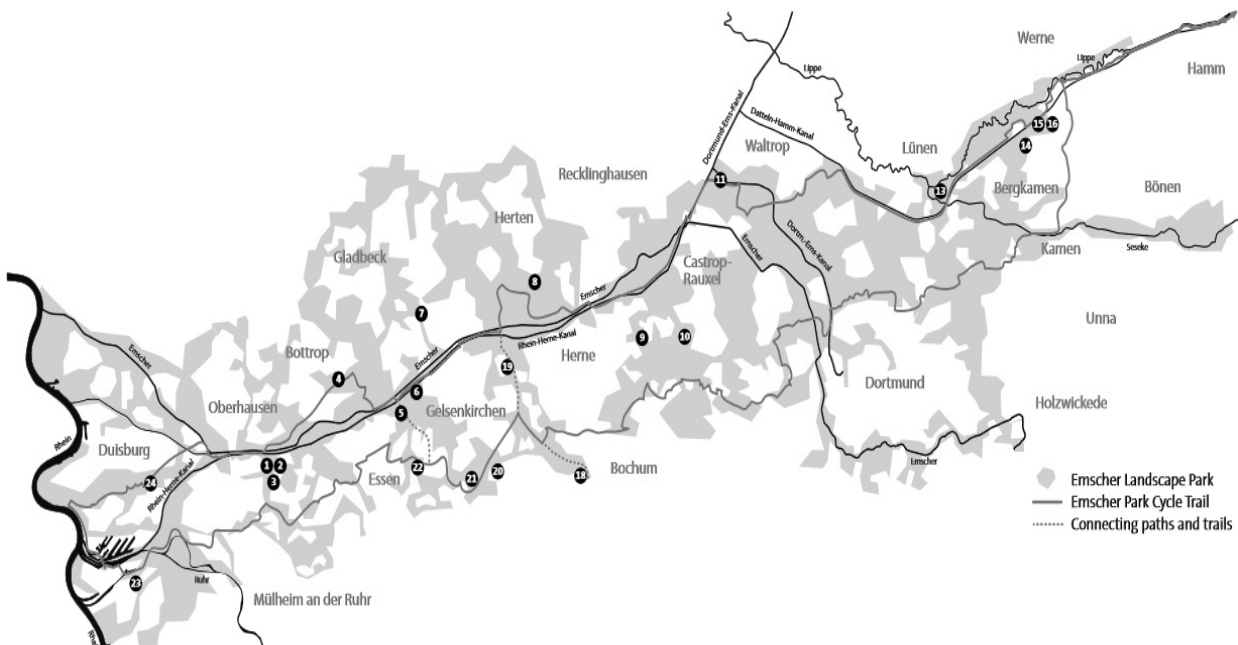 Werne
Lippe
Lippe
Hamm
Dortmund-Ems-Kanal
Datteln-Hamm-Kanal
15 16
Waltrop
Lünen
14
Recklinghausen
11
13
Bergkamen
Bönen
Herten
Dortm.-Ems-Kanal
Emscher
Kamen
Seseke
Gladbeck
Castrop-
Rauxel
8
Emscher
7
Unna
Rhein-Herne-Kanal
9
10
Emscher
Bottrop
Emscher
Herne
19
4
6
Dortmund
Oberhausen
5
Gelsenkirchen
Holzwickede
Rhein
Duisburg
1 2
22
21
20
18
Bochum
Emscher
24
3
Essen
Rhein-Herne-Kanal
Emscher Landscape Park
Emscher Park Cycle Trail
Connecting paths and trails
23
Ruhr
Mülheim an der Ruhr